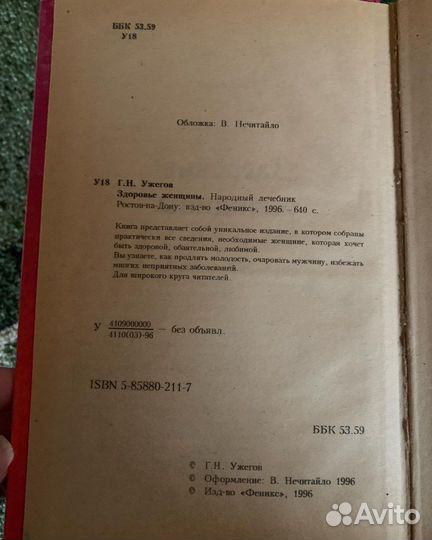 ББК 53.59
У18
Обложка: В. Нечитайло
У18 Г.Н. Ужегов
Здоровье женщины. Народный лечебник
Ростов-на-Дону: изд-во «Феникс», 1996. – 640 с.
Книга представляет собой уникальное издание, в котором собраны
практически все сведения, необходимые женщине, которая хочет
быть здоровой, обаятельной, любимой.
Вы узнаете, как продлить молодость, очаровать мужчину, избежать
многих неприятных заболеваний.
Для широкого круга читателей.
У 4109000000
4110(03)-96 – без объявл.
ISBN 5-85880-211-7
ББК 53.59
© Г.Н. Ужегов
© Оформление: В. Нечитайло 1996
© Изд-во «Феникс», 1996
Avito